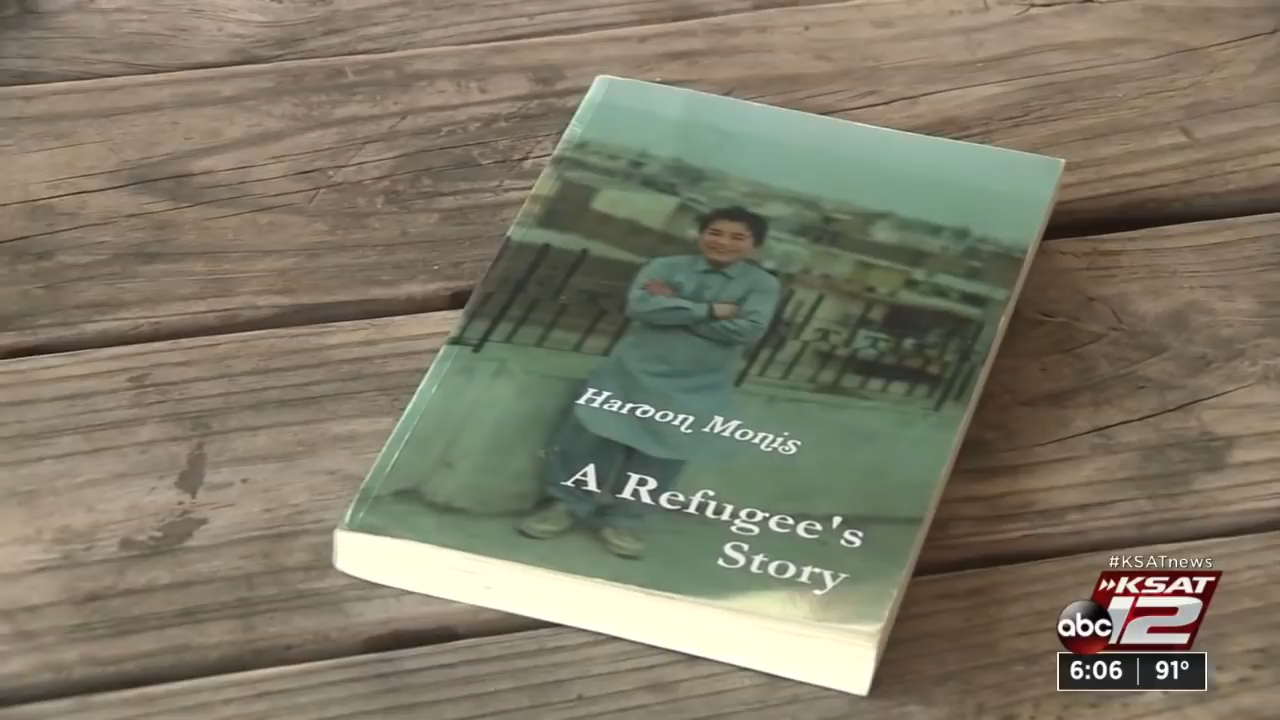 Haroon Monis
A Refugee's
Story
#KSATnews
KSAT
abc 12
6:06 91°